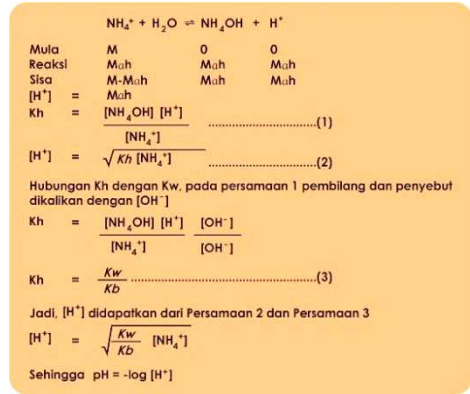 NH₄⁺ + H₂O ⇌ NH₄OH + H⁺
Mula M 0 0
Reaksi Mαh Mαh Mαh
Sisa M-Mαh Mαh Mαh
[H⁺] = Mαh
Kh = [NH₄OH] [H⁺] / [NH₄⁺] ..............................(1)
[H⁺] = √Kh [NH₄⁺] ................................(2)
Hubungan Kh dengan Kw, pada persamaan 1 pembilang dan penyebut
dikalikan dengan [OH⁻]
Kh = [NH₄OH] [H⁺] / [NH₄⁺] [OH⁻] / [OH⁻]
Kh = Kw / Kb ....................................................(3)
Jadi, [H⁺] didapatkan dari Persamaan 2 dan Persamaan 3
[H⁺] = √Kw / Kb [NH₄⁺]
Sehingga pH = -log [H⁺]